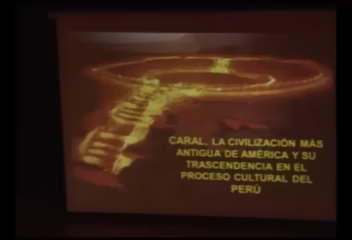 CARAL, LA CIVILIZACIÓN MÁS
ANTIGUA DE AMÉRICA Y SU
TRASCENDENCIA EN EL
PROCESO CULTURAL DEL
PERÚ